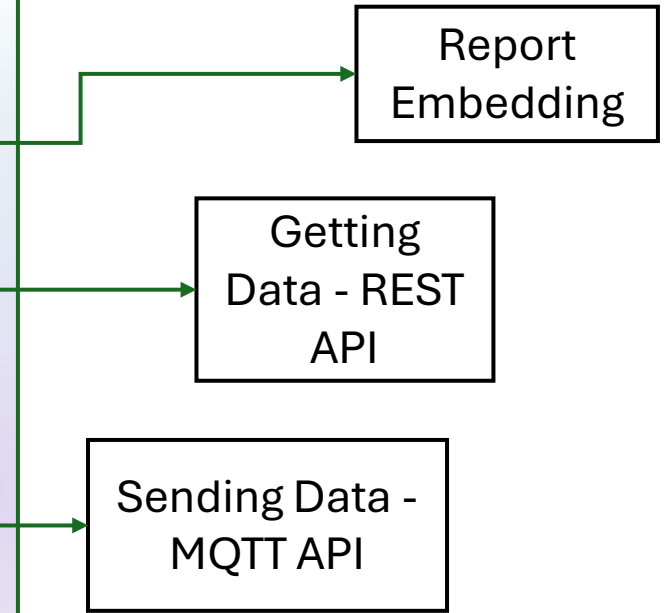 Report
Embedding
Getting
Data - REST
API
Sending Data -
MQTT API